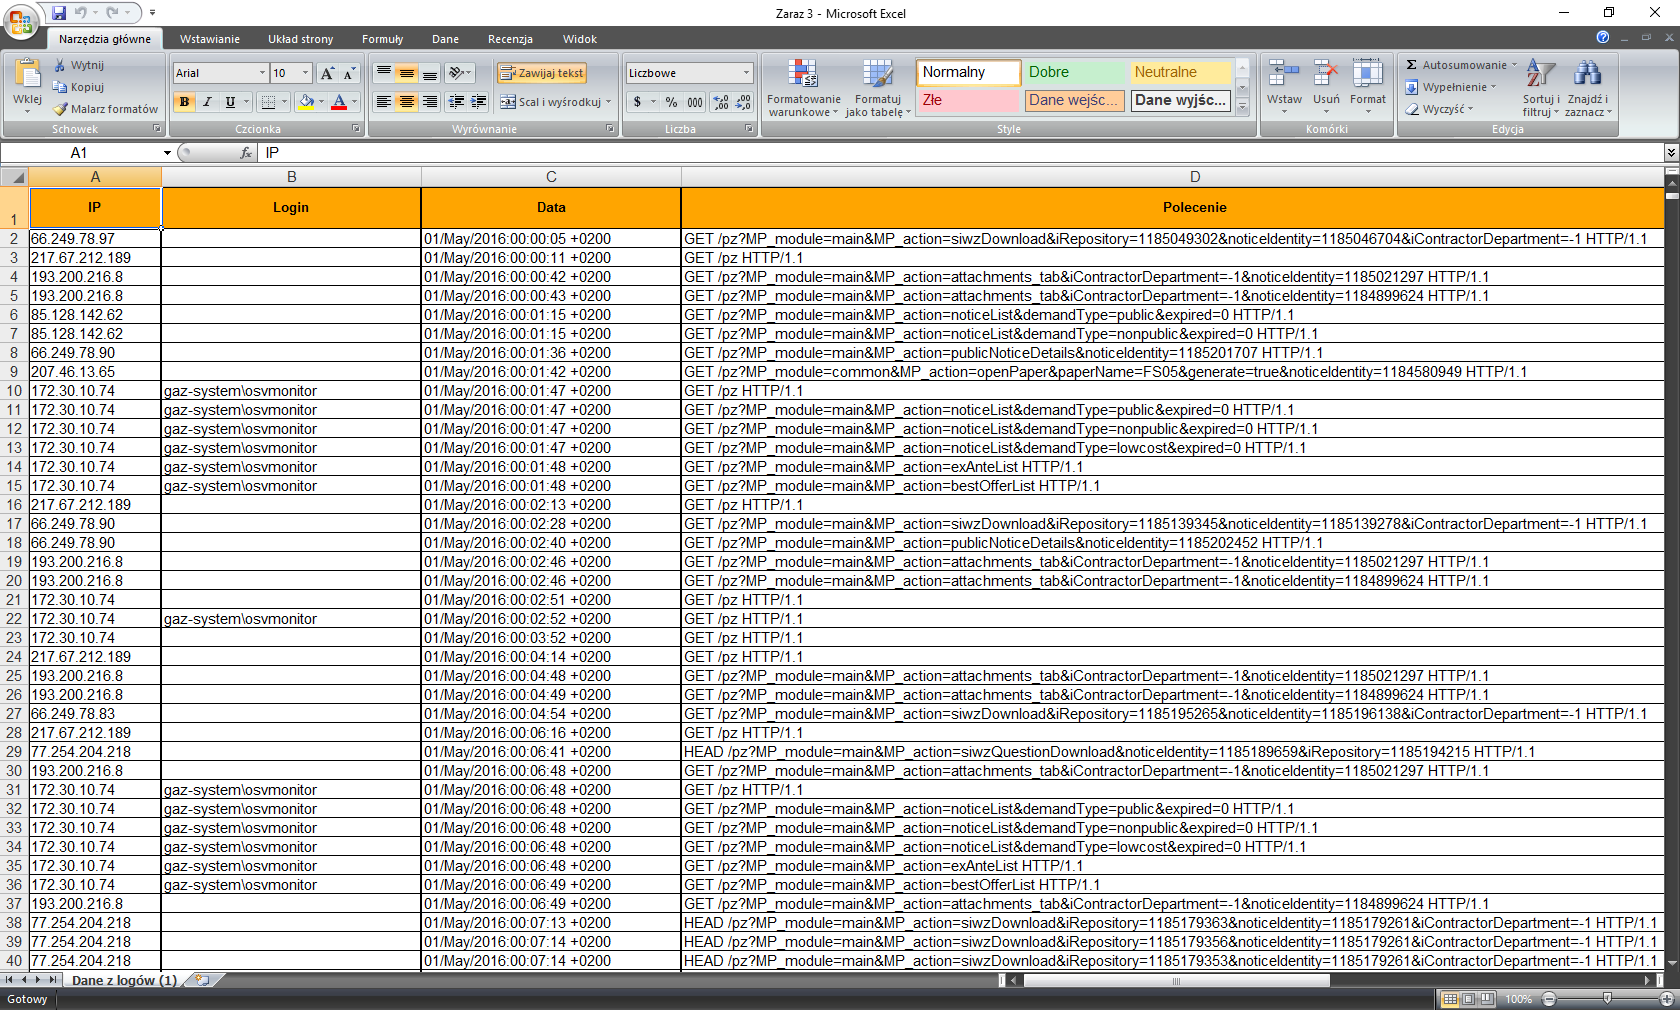 Zaraz 3 - Microsoft Excel
Narzędzia główne Wstawianie Układ strony Formuły Dane Recenzja Widok
Wklej
Wytnij
Kopiuj
Malarz formatów
Schowek
Arial 10
B I U A A A
Czcionka
Zawijaj tekst
Scal i wyśrodkuj
Wyrównanie
Liczbowe
$ % 000
Liczba
Formatowanie warunkowe
Formatuj jako tabelę
Normalny Dobre Neutralne
Złe Dane wejśc... Dane wyjśc...
Style
Wstaw Usuń Format
Komórki
Autosumowanie
Wypełnienie
Wyczyść
Sortuj i filtruj
Znajdź i zaznacz
Edycja
A1 fx IP
A B C D
1 IP Login Data Polecenie
2 66.249.78.97 01/May/2016:00:00:05 +0200 GET /pz?MP_module=main&MP_action=siwzDownload&iRepository=1185049302&noticeIdentity=1185046704&iContractorDepartment=-1 HTTP/1.1
3 217.67.212.189 01/May/2016:00:00:11 +0200 GET /pz HTTP/1.1
4 193.200.216.8 01/May/2016:00:00:42 +0200 GET /pz?MP_module=main&MP_action=attachments_tab&iContractorDepartment=-1&noticeIdentity=1185021297 HTTP/1.1
5 193.200.216.8 01/May/2016:00:00:43 +0200 GET /pz?MP_module=main&MP_action=attachments_tab&iContractorDepartment=-1&noticeIdentity=1184899624 HTTP/1.1
6 85.128.142.62 01/May/2016:00:01:15 +0200 GET /pz?MP_module=main&MP_action=noticeList&demandType=public&expired=0 HTTP/1.1
7 85.128.142.62 01/May/2016:00:01:15 +0200 GET /pz?MP_module=main&MP_action=noticeList&demandType=nonpublic&expired=0 HTTP/1.1
8 66.249.78.90 01/May/2016:00:01:36 +0200 GET /pz?MP_module=main&MP_action=publicNoticeDetails&noticeIdentity=1185201707 HTTP/1.1
9 207.46.13.65 01/May/2016:00:01:42 +0200 GET /pz?MP_module=common&MP_action=openPaper&paperName=FS05&generate=true&noticeIdentity=1184580949 HTTP/1.1
10 172.30.10.74 gaz-system\osvmonitor 01/May/2016:00:01:47 +0200 GET /pz HTTP/1.1
11 172.30.10.74 gaz-system\osvmonitor 01/May/2016:00:01:47 +0200 GET /pz?MP_module=main&MP_action=noticeList&demandType=public&expired=0 HTTP/1.1
12 172.30.10.74 gaz-system\osvmonitor 01/May/2016:00:01:47 +0200 GET /pz?MP_module=main&MP_action=noticeList&demandType=nonpublic&expired=0 HTTP/1.1
13 172.30.10.74 gaz-system\osvmonitor 01/May/2016:00:01:47 +0200 GET /pz?MP_module=main&MP_action=noticeList&demandType=lowcost&expired=0 HTTP/1.1
14 172.30.10.74 gaz-system\osvmonitor 01/May/2016:00:01:48 +0200 GET /pz?MP_module=main&MP_action=exAnteList HTTP/1.1
15 172.30.10.74 gaz-system\osvmonitor 01/May/2016:00:01:48 +0200 GET /pz?MP_module=main&MP_action=bestOfferList HTTP/1.1
16 217.67.212.189 01/May/2016:00:02:13 +0200 GET /pz HTTP/1.1
17 66.249.78.90 01/May/2016:00:02:28 +0200 GET /pz?MP_module=main&MP_action=siwzDownload&iRepository=1185139345&noticeIdentity=1185139278&iContractorDepartment=-1 HTTP/1.1
18 66.249.78.90 01/May/2016:00:02:40 +0200 GET /pz?MP_module=main&MP_action=publicNoticeDetails&noticeIdentity=1185202452 HTTP/1.1
19 193.200.216.8 01/May/2016:00:02:46 +0200 GET /pz?MP_module=main&MP_action=attachments_tab&iContractorDepartment=-1&noticeIdentity=1185021297 HTTP/1.1
20 193.200.216.8 01/May/2016:00:02:46 +0200 GET /pz?MP_module=main&MP_action=attachments_tab&iContractorDepartment=-1&noticeIdentity=1184899624 HTTP/1.1
21 172.30.10.74 01/May/2016:00:02:51 +0200 GET /pz HTTP/1.1
22 172.30.10.74 gaz-system\osvmonitor 01/May/2016:00:02:52 +0200 GET /pz HTTP/1.1
23 172.30.10.74 01/May/2016:00:03:52 +0200 GET /pz HTTP/1.1
24 217.67.212.189 01/May/2016:00:04:14 +0200 GET /pz HTTP/1.1
25 193.200.216.8 01/May/2016:00:04:48 +0200 GET /pz?MP_module=main&MP_action=attachments_tab&iContractorDepartment=-1&noticeIdentity=1185021297 HTTP/1.1
26 193.200.216.8 01/May/2016:00:04:49 +0200 GET /pz?MP_module=main&MP_action=attachments_tab&iContractorDepartment=-1&noticeIdentity=1184899624 HTTP/1.1
27 66.249.78.83 01/May/2016:00:04:54 +0200 GET /pz?MP_module=main&MP_action=siwzDownload&iRepository=1185195265&noticeIdentity=1185196138&iContractorDepartment=-1 HTTP/1.1
28 217.67.212.189 01/May/2016:00:06:16 +0200 GET /pz HTTP/1.1
29 77.254.204.218 01/May/2016:00:06:41 +0200 HEAD /pz?MP_module=main&MP_action=siwzQuestionDownload&noticeIdentity=1185189659&iRepository=1185194215 HTTP/1.1
30 193.200.216.8 01/May/2016:00:06:48 +0200 GET /pz?MP_module=main&MP_action=attachments_tab&iContractorDepartment=-1&noticeIdentity=1185021297 HTTP/1.1
31 172.30.10.74 gaz-system\osvmonitor 01/May/2016:00:06:48 +0200 GET /pz HTTP/1.1
32 172.30.10.74 gaz-system\osvmonitor 01/May/2016:00:06:48 +0200 GET /pz?MP_module=main&MP_action=noticeList&demandType=public&expired=0 HTTP/1.1
33 172.30.10.74 gaz-system\osvmonitor 01/May/2016:00:06:48 +0200 GET /pz?MP_module=main&MP_action=noticeList&demandType=nonpublic&expired=0 HTTP/1.1
34 172.30.10.74 gaz-system\osvmonitor 01/May/2016:00:06:48 +0200 GET /pz?MP_module=main&MP_action=noticeList&demandType=lowcost&expired=0 HTTP/1.1
35 172.30.10.74 gaz-system\osvmonitor 01/May/2016:00:06:48 +0200 GET /pz?MP_module=main&MP_action=exAnteList HTTP/1.1
36 172.30.10.74 gaz-system\osvmonitor 01/May/2016:00:06:49 +0200 GET /pz?MP_module=main&MP_action=bestOfferList HTTP/1.1
37 193.200.216.8 01/May/2016:00:06:49 +0200 GET /pz?MP_module=main&MP_action=attachments_tab&iContractorDepartment=-1&noticeIdentity=1184899624 HTTP/1.1
38 77.254.204.218 01/May/2016:00:07:13 +0200 HEAD /pz?MP_module=main&MP_action=siwzDownload&iRepository=1185179363&noticeIdentity=1185179261&iContractorDepartment=-1 HTTP/1.1
39 77.254.204.218 01/May/2016:00:07:14 +0200 HEAD /pz?MP_module=main&MP_action=siwzDownload&iRepository=1185179356&noticeIdentity=1185179261&iContractorDepartment=-1 HTTP/1.1
40 77.254.204.218 01/May/2016:00:07:14 +0200 HEAD /pz?MP_module=main&MP_action=siwzDownload&iRepository=1185179353&noticeIdentity=1185179261&iContractorDepartment=-1 HTTP/1.1
Dane z logów (1)
Gotowy 100%